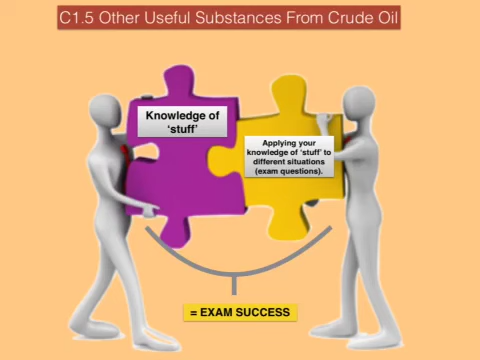 C1.5 Other Useful Substances From Crude Oil
Knowledge of
‘stuff’
Applying your
knowledge of ‘stuff’ to
different situations
(exam questions).
= EXAM SUCCESS